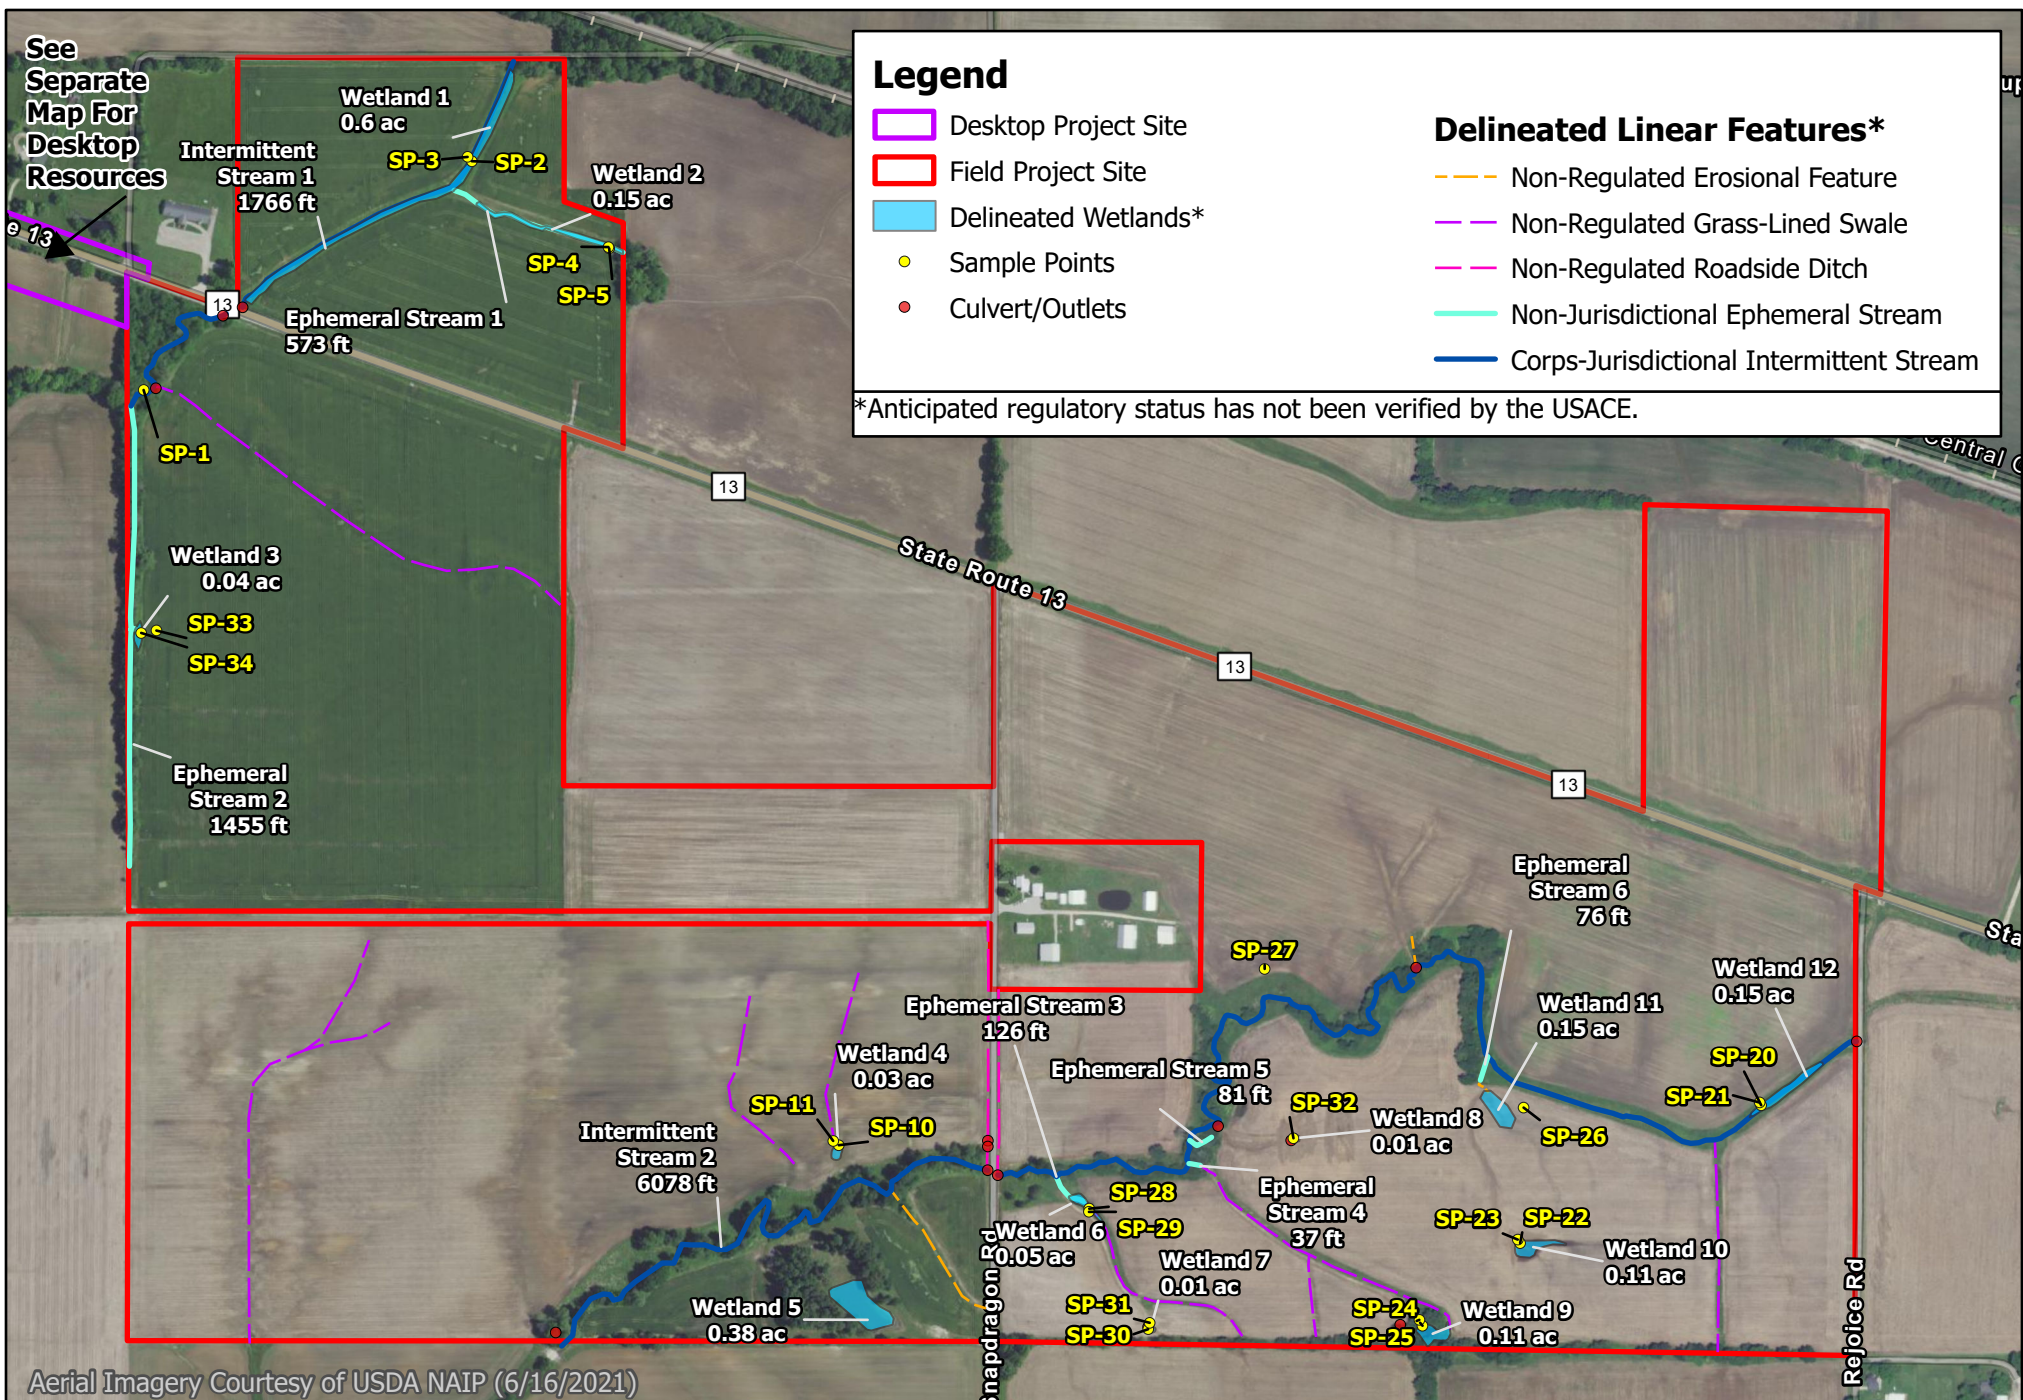 See
Separate
Map For
Desktop
Resources
Legend
Desktop Project Site
Field Project Site
Delineated Wetlands*
Sample Points
Culvert/Outlets
Delineated Linear Features*
Non-Regulated Erosional Feature
Non-Regulated Grass-Lined Swale
Non-Regulated Roadside Ditch
Non-Jurisdictional Ephemeral Stream
Corps-Jurisdictional Intermittent Stream
*Anticipated regulatory status has not been verified by the USACE.
Wetland 1
0.6 ac
Intermittent
Stream 1
1766 ft
SP-3
SP-2
Wetland 2
0.15 ac
SP-4
SP-5
e 13
13
Ephemeral Stream 1
573 ft
SP-1
Central
13
State Route 13
Wetland 3
0.04 ac
SP-33
SP-34
13
Ephemeral
Stream 2
1455 ft
13
Ephemeral
Stream 6
76 ft
Sta
SP-27
Wetland 12
0.15 ac
Ephemeral Stream 3
126 ft
Wetland 11
0.15 ac
Wetland 4
0.03 ac
Ephemeral Stream 5
81 ft
SP-20
SP-21
SP-11
SP-10
SP-32
Wetland 8
0.01 ac
SP-26
Intermittent
Stream 2
6078 ft
SP-28
SP-29
Ephemeral
Stream 4
37 ft
SP-23
SP-22
Wetland 6
0.05 ac
Wetland 10
0.11 ac
Wetland 7
0.01 ac
Snapdragon Rd
Rejoice Rd
Wetland 5
0.38 ac
SP-31
SP-30
SP-24
SP-25
Wetland 9
0.11 ac
Aerial Imagery Courtesy of USDA NAIP (6/16/2021)